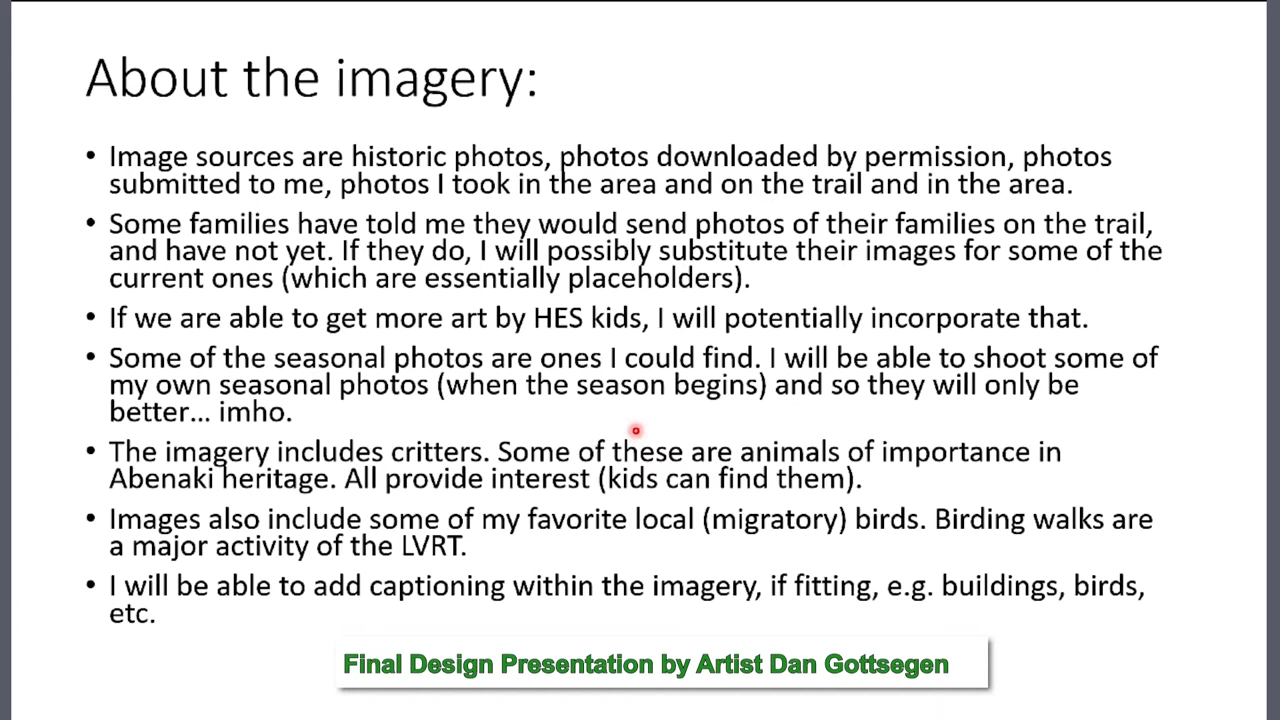 About the imagery:
• Image sources are historic photos, photos downloaded by permission, photos
submitted to me, photos I took in the area and on the trail and in the area.
• Some families have told me they would send photos of their families on the trail,
and have not yet. If they do, I will possibly substitute their images for some of the
current ones (which are essentially placeholders).
• If we are able to get more art by HES kids, I will potentially incorporate that.
• Some of the seasonal photos are ones I could find. I will be able to shoot some of
my own seasonal photos (when the season begins) and so they will only be
better... imho.
• The imagery includes critters. Some of these are animals of importance in
Abenaki heritage. All provide interest (kids can find them).
• Images also include some of my favorite local (migratory) birds. Birding walks are
a major activity of the LVRT.
• I will be able to add captioning within the imagery, if fitting, e.g. buildings, birds,
etc.
Final Design Presentation by Artist Dan Gottsegen